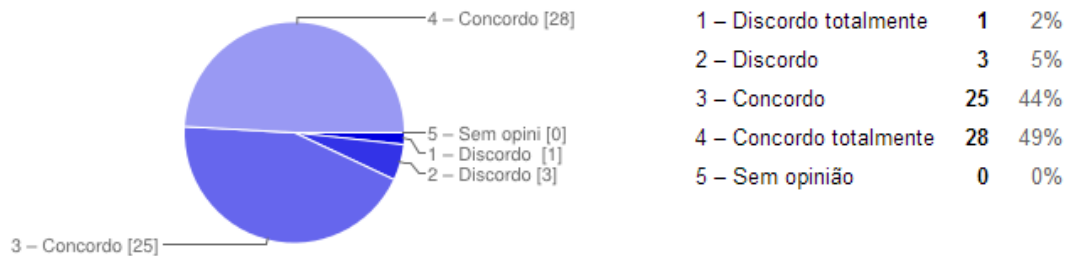 4 – Concordo [28]
5 – Sem opini [0]
1 – Discordo [1]
2 – Discordo [3]
3 – Concordo [25]
1 – Discordo totalmente 1 2%
2 – Discordo 3 5%
3 – Concordo 25 44%
4 – Concordo totalmente 28 49%
5 – Sem opinião 0 0%